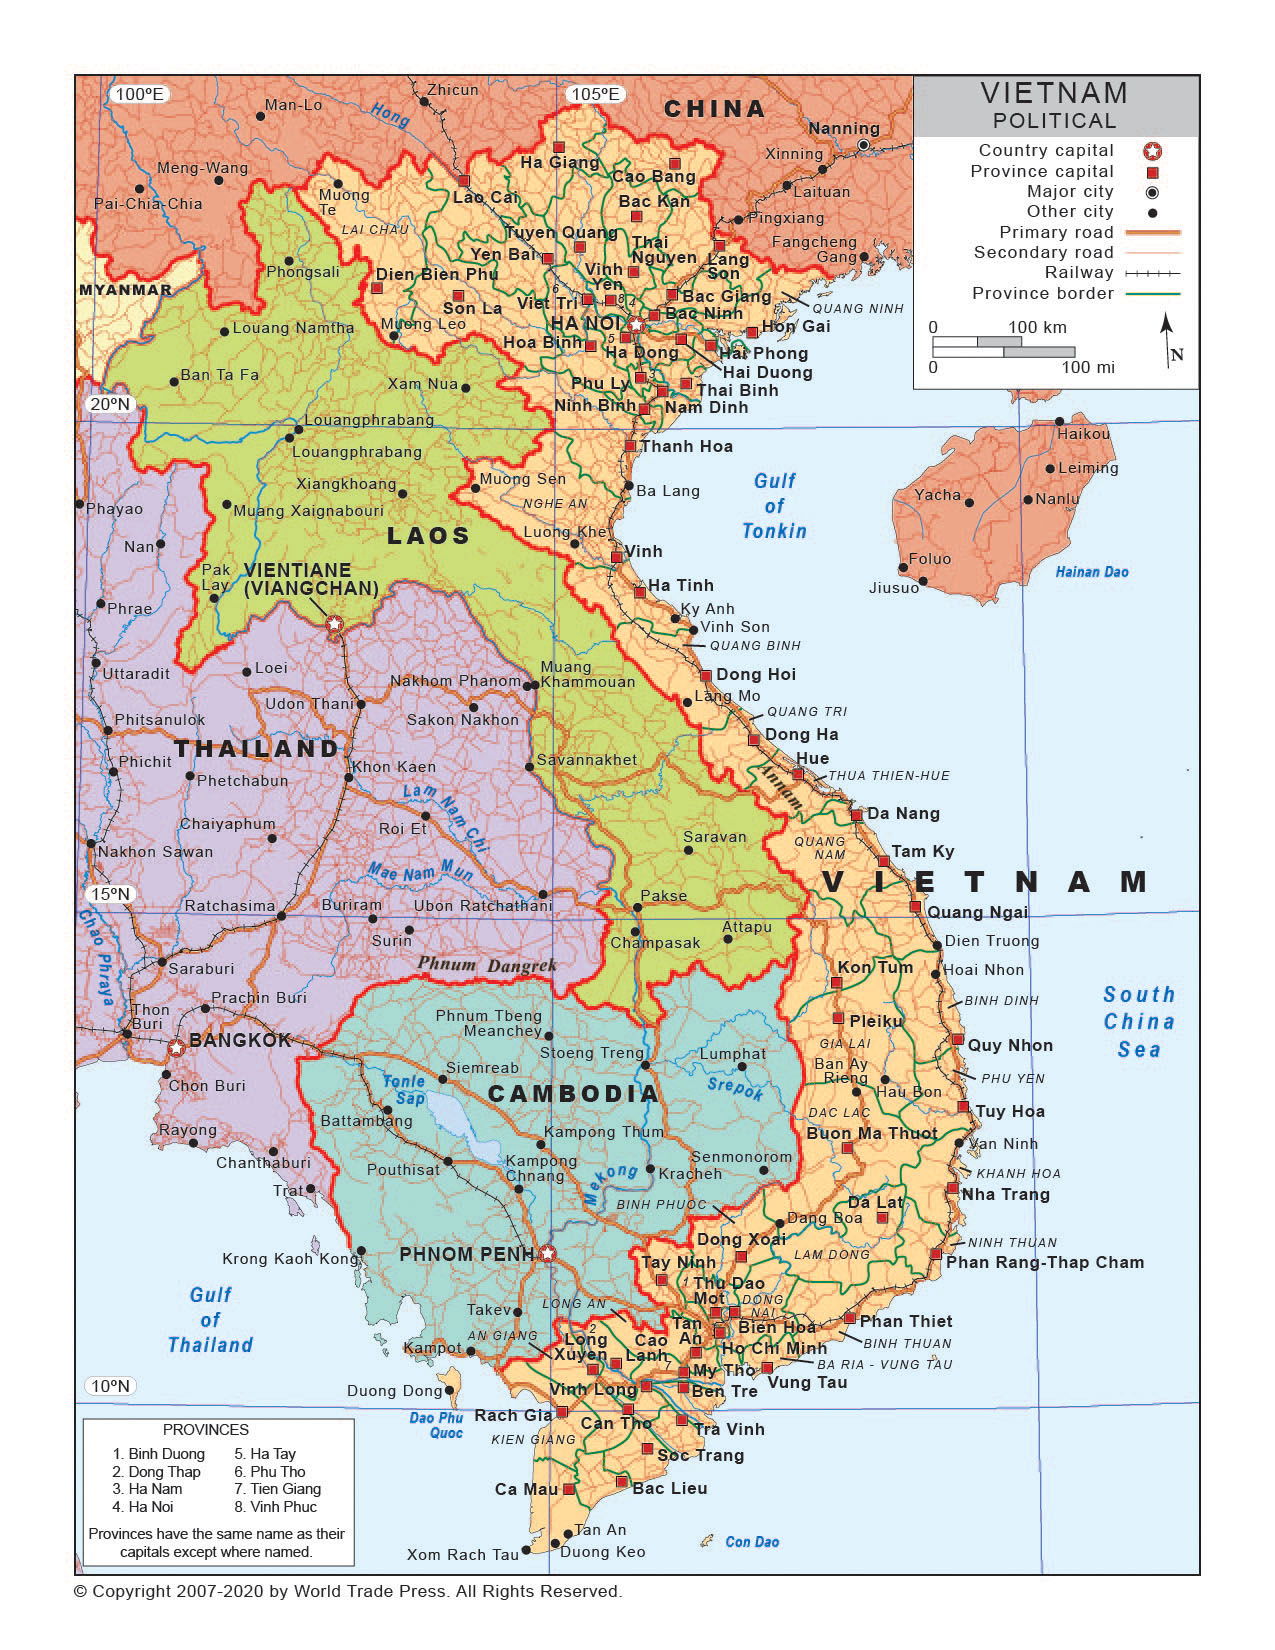 100ºE
105ºE
CHINA
Zhicun
Man-Lo
Hong
Nanning
Xinning
Meng-Wang
Ha Giang
Cao Bang
Muong
Te
Lao Cai
Bac Kan
Laituan
Pai-Chia-Chia
Pingxiang
LAI CHAU
Tuyen Quang
Thai
Nguyen
Fangcheng
Gang
Yen Bai
Lang
Son
Phongsali
Dien Bien Phu
Vinh
Yen
MYANMAR
Son La
Viet Tri
6
8
4
Bac Giang
QUANG NINH
Bac Ninh
Louang Namtha
Muong Leo
HA NOI
Hon Gai
Hoa Binh
5
Ha Dong
Hai Phong
Hai Duong
Ban Ta Fa
Xam Nua
Phu Ly
3
Thai Binh
20ºN
Ninh Binh
Nam Dinh
Louangphrabang
Louangphrabang
Thanh Hoa
Haikou
Leiming
Xiangkhoang
Muong Sen
Ba Lang
Gulf
of
Tonkin
Yacha
Nanlu
Phayao
Muang Xaignabouri
NGHE AN
LAOS
Luong Khe
Nan
Vinh
Foluo
Pak
Lay
VIENTIANE
(VIANGCHAN)
Ha Tinh
Hainan Dao
Jiusuo
Phrae
Ky Anh
Vinh Son
QUANG BINH
Uttaradit
Loei
Muang
Khammouan
Nakhom Phanom
Dong Hoi
Lang Mo
Udon Thani
Sakon Nakhon
QUANG TRI
Phitsanulok
THAILAND
Dong Ha
Phichit
Khon Kaen
Savannakhet
Hue
Phetchabun
Annam
THUA THIEN-HUE
Lam Nam Chi
Chaiyaphum
Roi Et
Da Nang
Saravan
QUANG
NAM
Nakhon Sawan
Tam Ky
Mae Nam Mun
VIETNAM
15ºN
Ratchasima
Buriram
Ubon Ratchathani
Pakse
Quang Ngai
Chao Phraya
Surin
Champasak
Attapu
Dien Truong
Saraburi
Phnum Dangrek
Kon Tum
Hoai Nhon
Prachin Buri
Thon
Buri
Phnum Tbeng
Meanchey
BINH DINH
South
China
Sea
Pleiku
BANGKOK
Stoeng Treng
Lumphat
GIA LAI
Quy Nhon
Siemreab
Ban Ay
Rieng
Chon Buri
Tonle
Sap
CAMBODIA
Srepok
Hau Bon
PHU YEN
Battambang
DAC LAC
Tuy Hoa
Rayong
Kampong Thum
Buon Ma Thuot
Van Ninh
Chanthaburi
Pouthisat
Kampong
Chnang
Mekong
Kracheh
Senmonorom
KHANH HOA
Trat
Nha Trang
BINH PHUOC
Da Lat
Dang Boa
Krong Kaoh Kong
PHNOM PENH
Dong Xoai
LAM DONG
NINH THUAN
Tay Ninh
Phan Rang-Thap Cham
Gulf
of
Thailand
1
Thu Dao
Mot
DONG
NAI
Takev
LONG AN
AN GIANG
2
Tan
An
Bien Hoa
Phan Thiet
Kampot
Long
Xuyen
Cao
Lanh
Ho Chi Minh
BINH THUAN
7
BA RIA - VUNG TAU
10ºN
My Tho
Vung Tau
Duong Dong
Vinh Long
Ben Tre
Dao Phu
Quoc
Rach Gia
Can Tho
Tra Vinh
KIEN GIANG
Soc Trang
Ca Mau
Bac Lieu
Tan An
Con Dao
Xom Rach Tau
Duong Keo
VIETNAM
POLITICAL
Country capital
Province capital
Major city
Other city
Primary road
Secondary road
Railway
Province border
0 100 km
0 100 mi
N
PROVINCES
1. Binh Duong
2. Dong Thap
3. Ha Nam
4. Ha Noi
5. Ha Tay
6. Phu Tho
7. Tien Giang
8. Vinh Phuc
Provinces have the same name as their
capitals except where named.
© Copyright 2007-2020 by World Trade Press. All Rights Reserved.